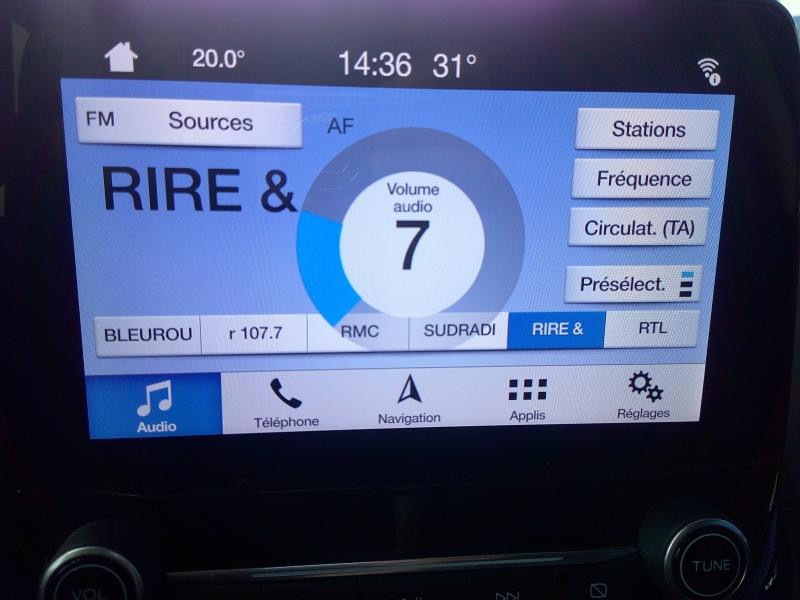 20.0° 14:36 31°
FM Sources AF
Stations
RIRE &
Volume
audio
7
Fréquence
Circulat. (TA)
Présélect.
BLEUROU r 107.7 RMC SUDRADI RIRE & RTL
Audio Téléphone Navigation Applis Réglages
VOL TUNE